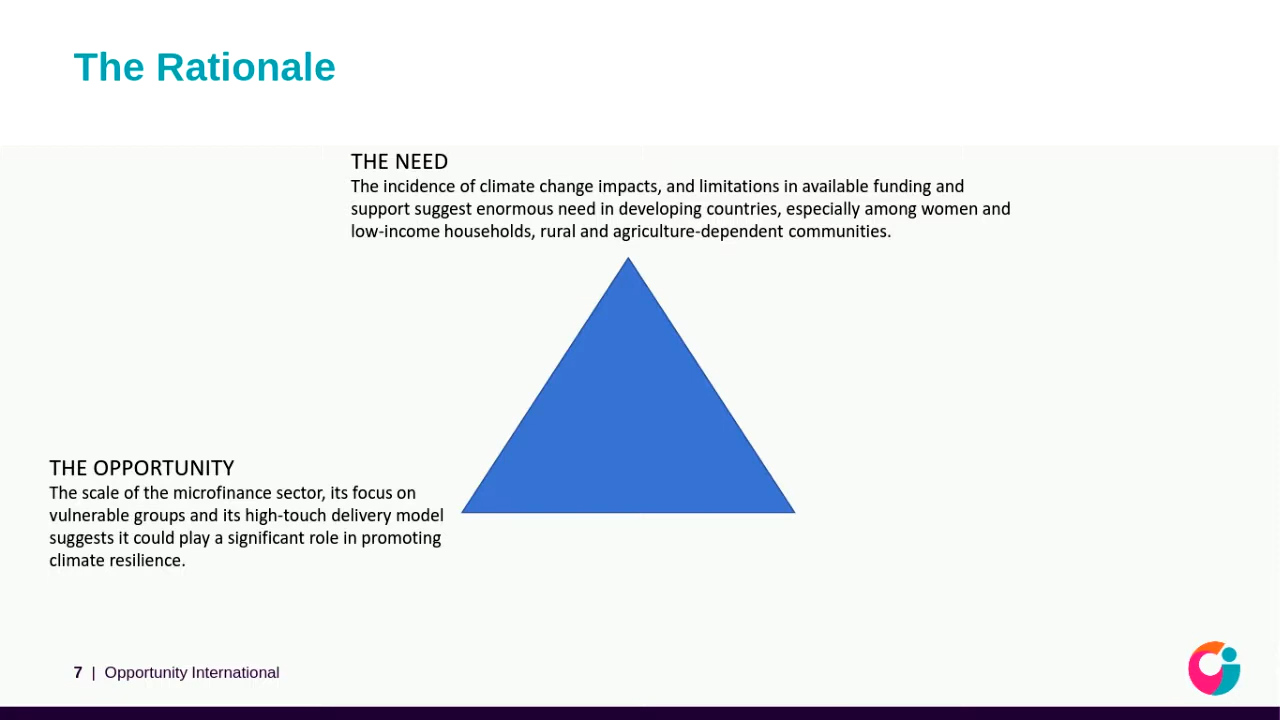 The Rationale
THE NEED
The incidence of climate change impacts, and limitations in available funding and
support suggest enormous need in developing countries, especially among women and
low-income households, rural and agriculture-dependent communities.
THE OPPORTUNITY
The scale of the microfinance sector, its focus on
vulnerable groups and its high-touch delivery model
suggests it could play a significant role in promoting
climate resilience.
7 | Opportunity International